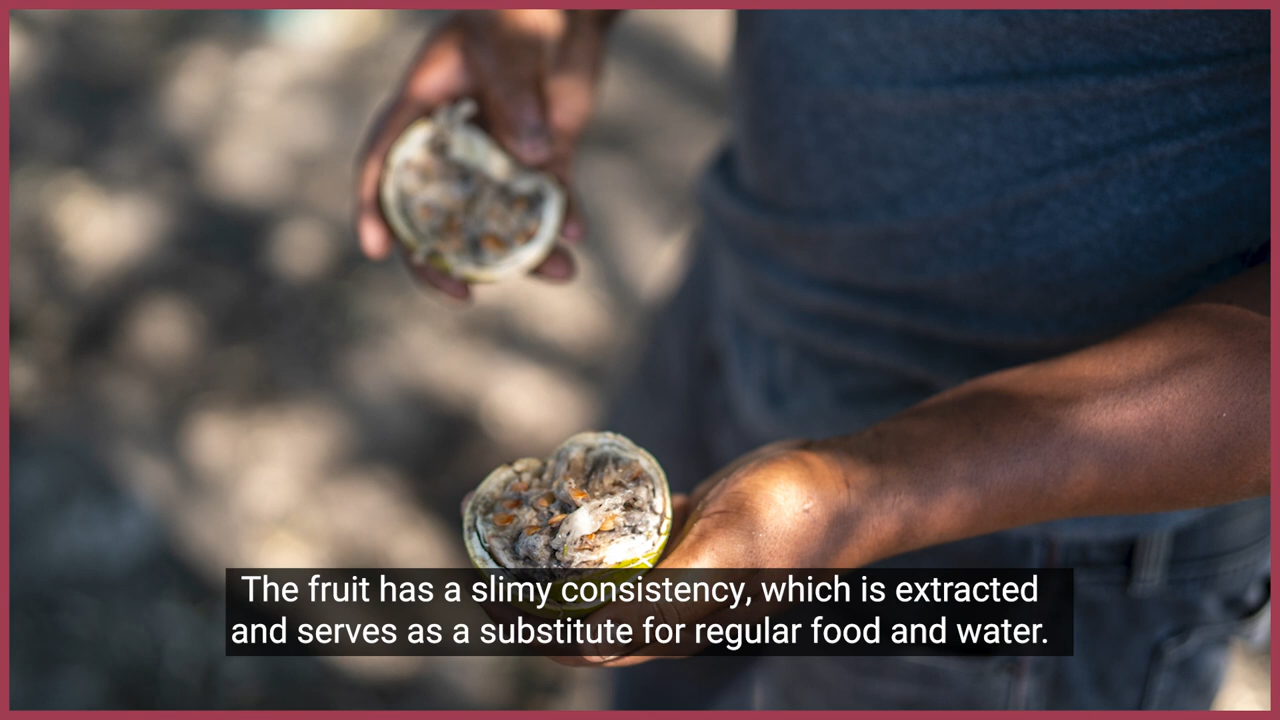 The fruit has a slimy consistency, which is extracted
and serves as a substitute for regular food and water.